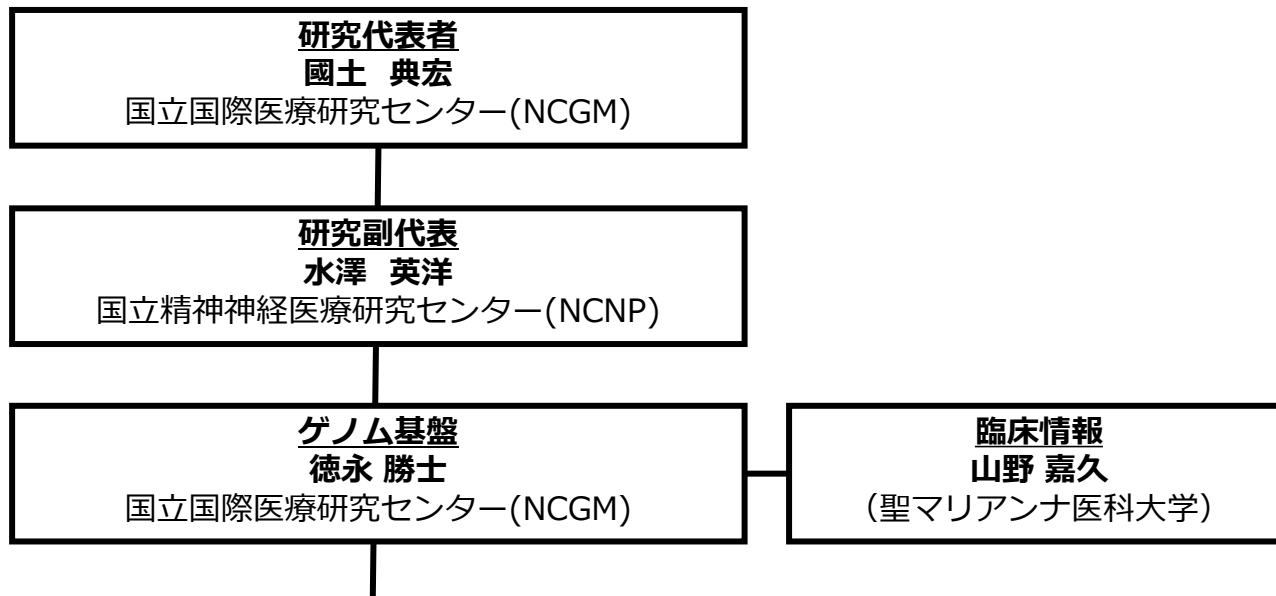 研究代表者
國土 典宏
国立国際医療研究センター(NCGM)
研究副代表
水澤 英洋
国立精神神経医療研究センター(NCNP)
ゲノム基盤
徳永 勝士
国立国際医療研究センター(NCGM)
臨床情報
山野 嘉久
（聖マリアンナ医科大学）